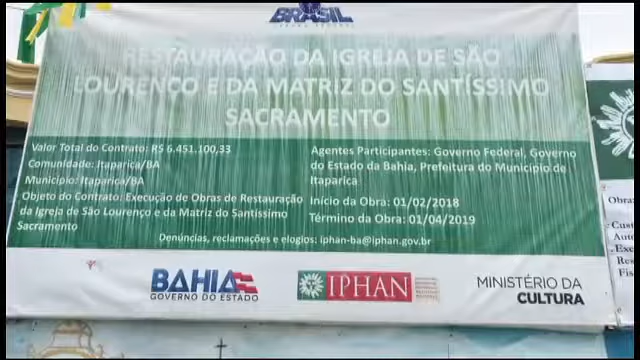 BRASIL
RESTAURAÇÃO DA IGREJA DE SÃO
LOURENÇO E DA MATRIZ DO SANTÍSSIMO
SACRAMENTO
Valor Total do Contrato: R$ 6.451.100,33
Comunidade: Itaparica/BA
Município: Itaparica/BA
Objeto do Contrato: Execução de Obras de Restauração
da Igreja de São Lourenço e da Matriz do Santíssimo
Sacramento
Agentes Participantes: Governo Federal, Governo
do Estado da Bahia, Prefeitura do Município de
Itaparica
Início da Obra: 01/02/2018
Término da Obra: 01/04/2019
Denúncias, reclamações e elogios: iphan-ba@iphan.gov.br
BAHIA
GOVERNO DO ESTADO
IPHAN
MINISTÉRIO DA
CULTURA
Obra